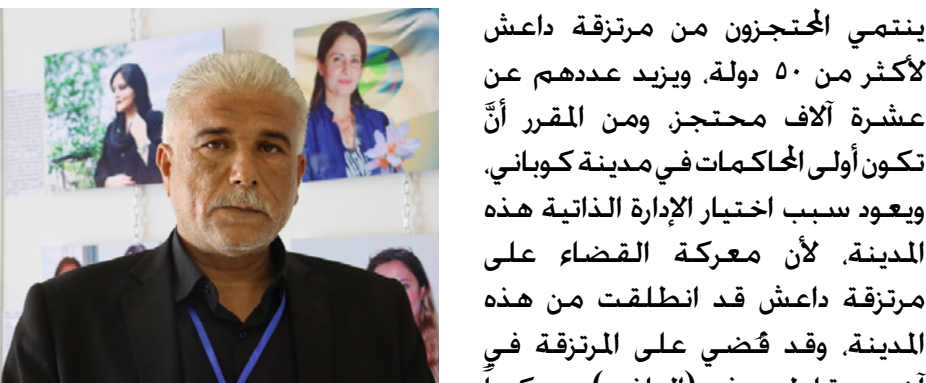 ينتمي المحتجزون من مرتزقة داعش
لأكثر من ٥٠ دولة، ويزيد عددهم عن
عشرة آلاف محتجز، ومن المقرر أنَّ
تكون أولى المحاكمات في مدينة كوباني،
ويعود سبب اختيار الإدارة الذاتية هذه
المدينة، لأن معركة القضاء على
مرتزقة داعش قد انطلقت من هذه
المدينة، وقد قُضي على المرتزقة في